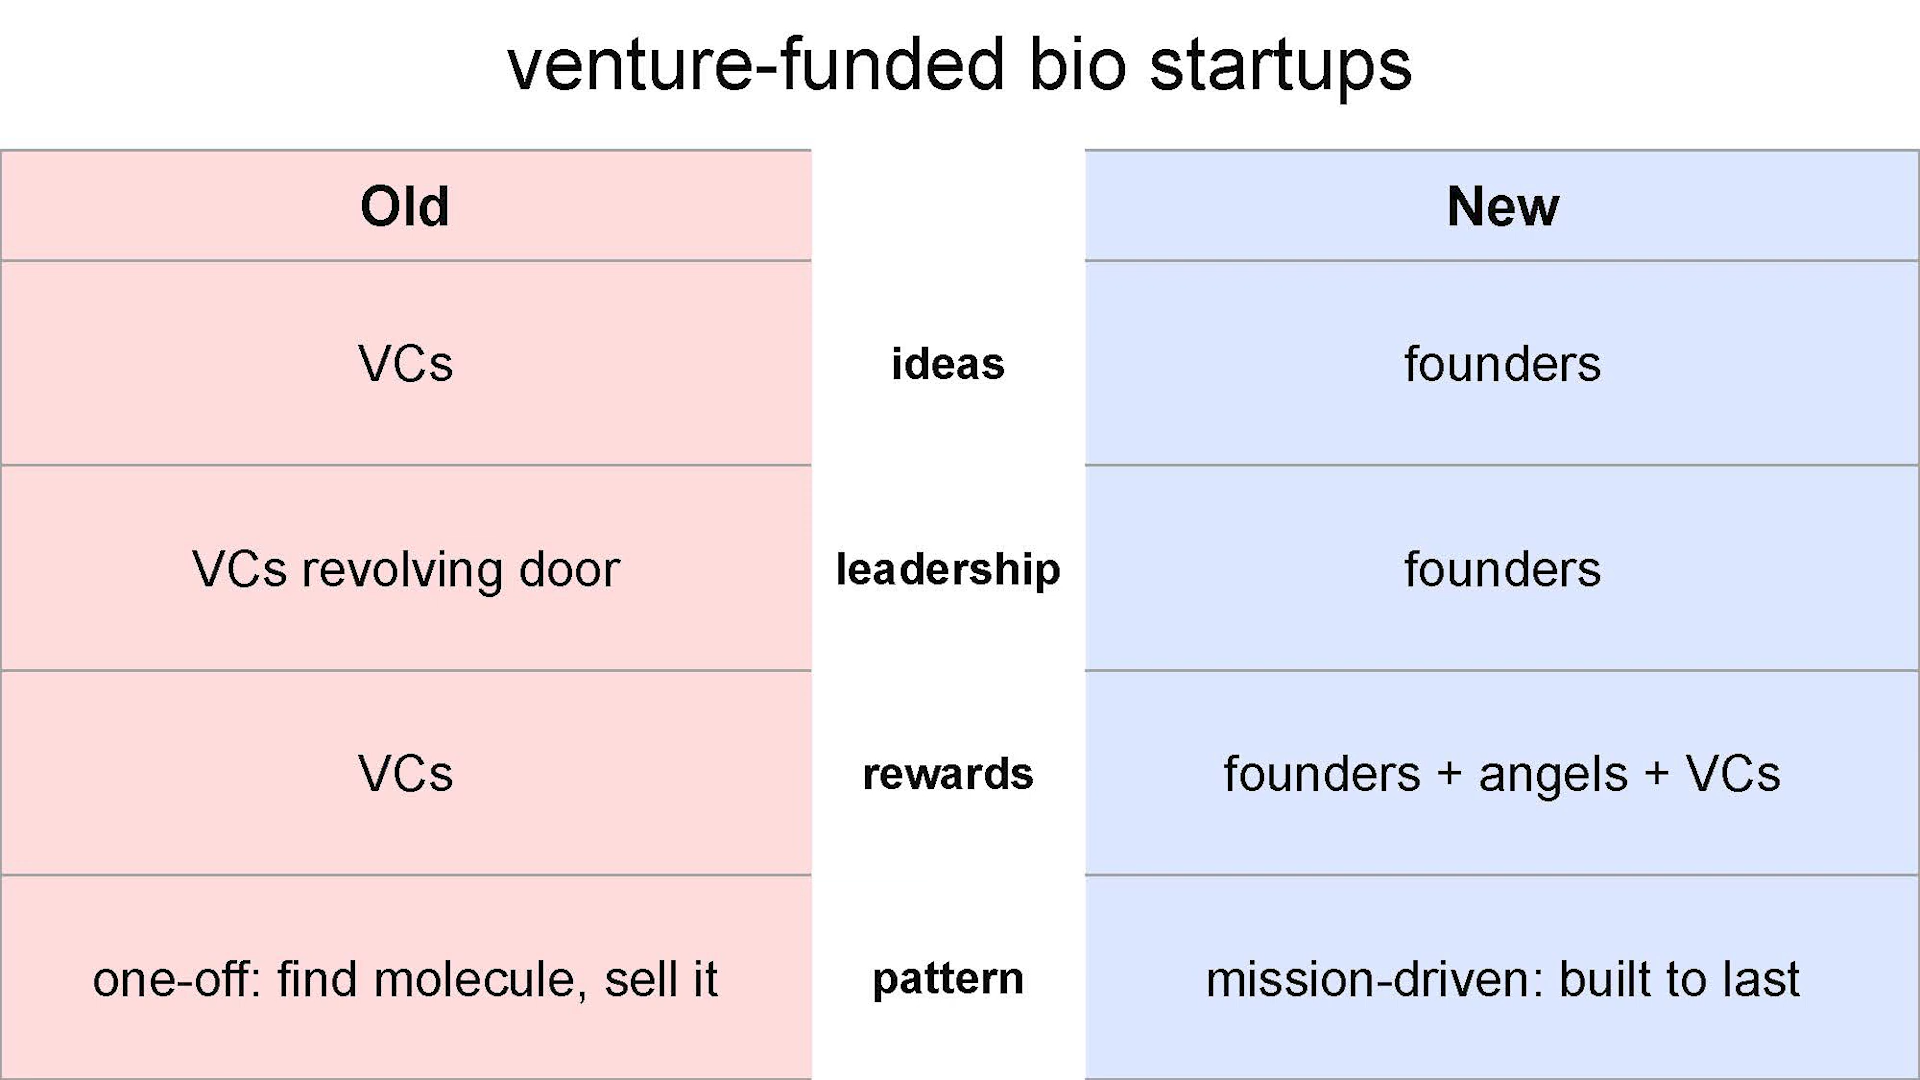 venture-funded bio startups
Old New
VCs ideas founders
VCs revolving door leadership founders
VCs rewards founders + angels + VCs
one-off: find molecule, sell it pattern mission-driven: built to last